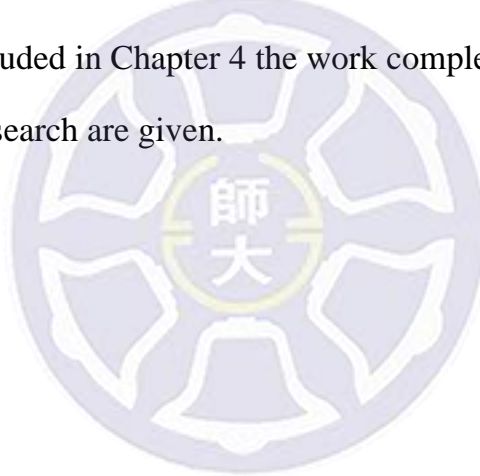 uded in Chapter 4 the work comple
search are given.
師
大